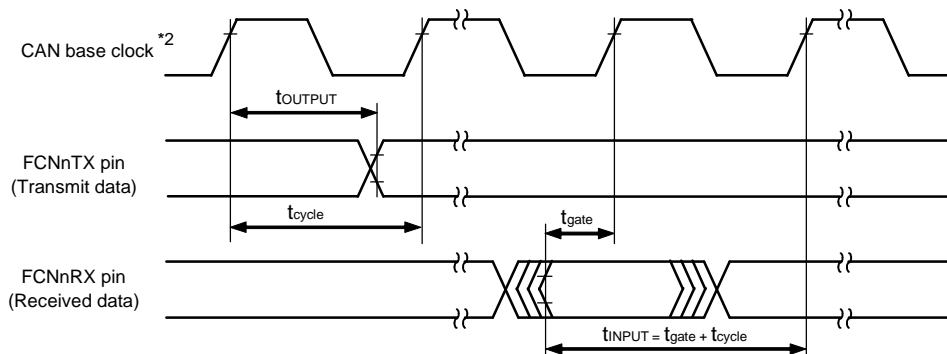 CAN base clock *2
tOUTPUT
FCNnTX pin
(Transmit data)
tcycle
tgate
FCNnRX pin
(Received data)
tINPUT = tgate + tcycle